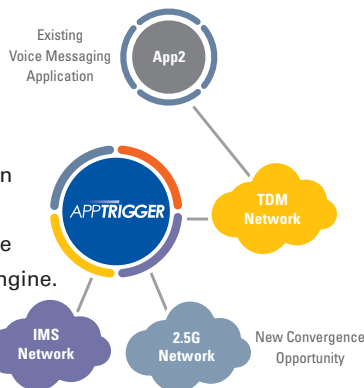 Existing
Voice Messaging
Application
App2
n
TDM
Network
APPTRIGGER
e
ngine.
IMS
Network
2.5G
Network
New Convergence
Opportunity